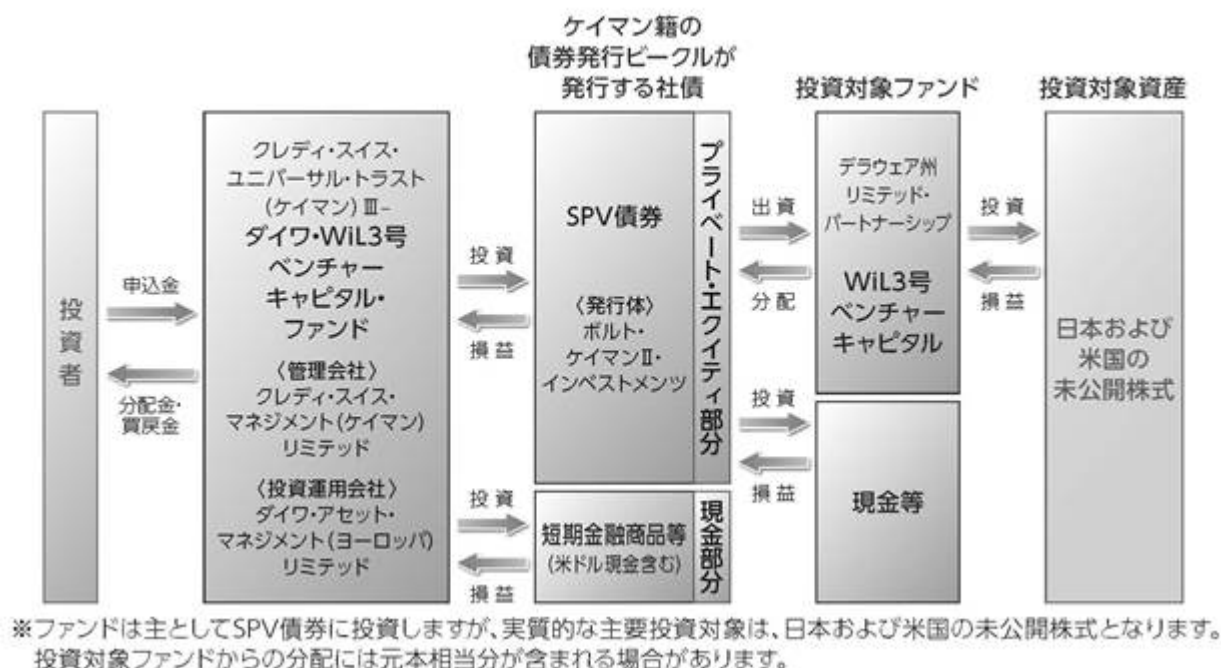 ケイマン籍の
債券発行ビークルが
発行する社債
投資対象ファンド
投資対象資産
投資者
申込金
分配金・
買戻金
クレディ・スイス・
ユニバーサル・トラスト
(ケイマン)Ⅲ–
ダイワ・WiL3号
ベンチャー
キャピタル・
ファンド
〈管理会社〉
クレディ・スイス・
マネジメント(ケイマン)
リミテッド
〈投資運用会社〉
ダイワ・アセット・
マネジメント(ヨーロッパ)
リミテッド
投資
損益
投資
損益
SPV債券
〈発行体〉
ボルト・
ケイマンⅡ・
インベストメンツ
プライベート・エクイティ部分
短期金融商品等
(米ドル現金含む)
現金部分
出資
分配
投資
損益
デラウェア州
リミテッド・
パートナーシップ
WiL3号
ベンチャー
キャピタル
現金等
投資
損益
日本および
米国の
未公開株式
※ファンドは主としてSPV債券に投資しますが、実質的な主要投資対象は、日本および米国の未公開株式となります。
投資対象ファンドからの分配には元本相当分が含まれる場合があります。